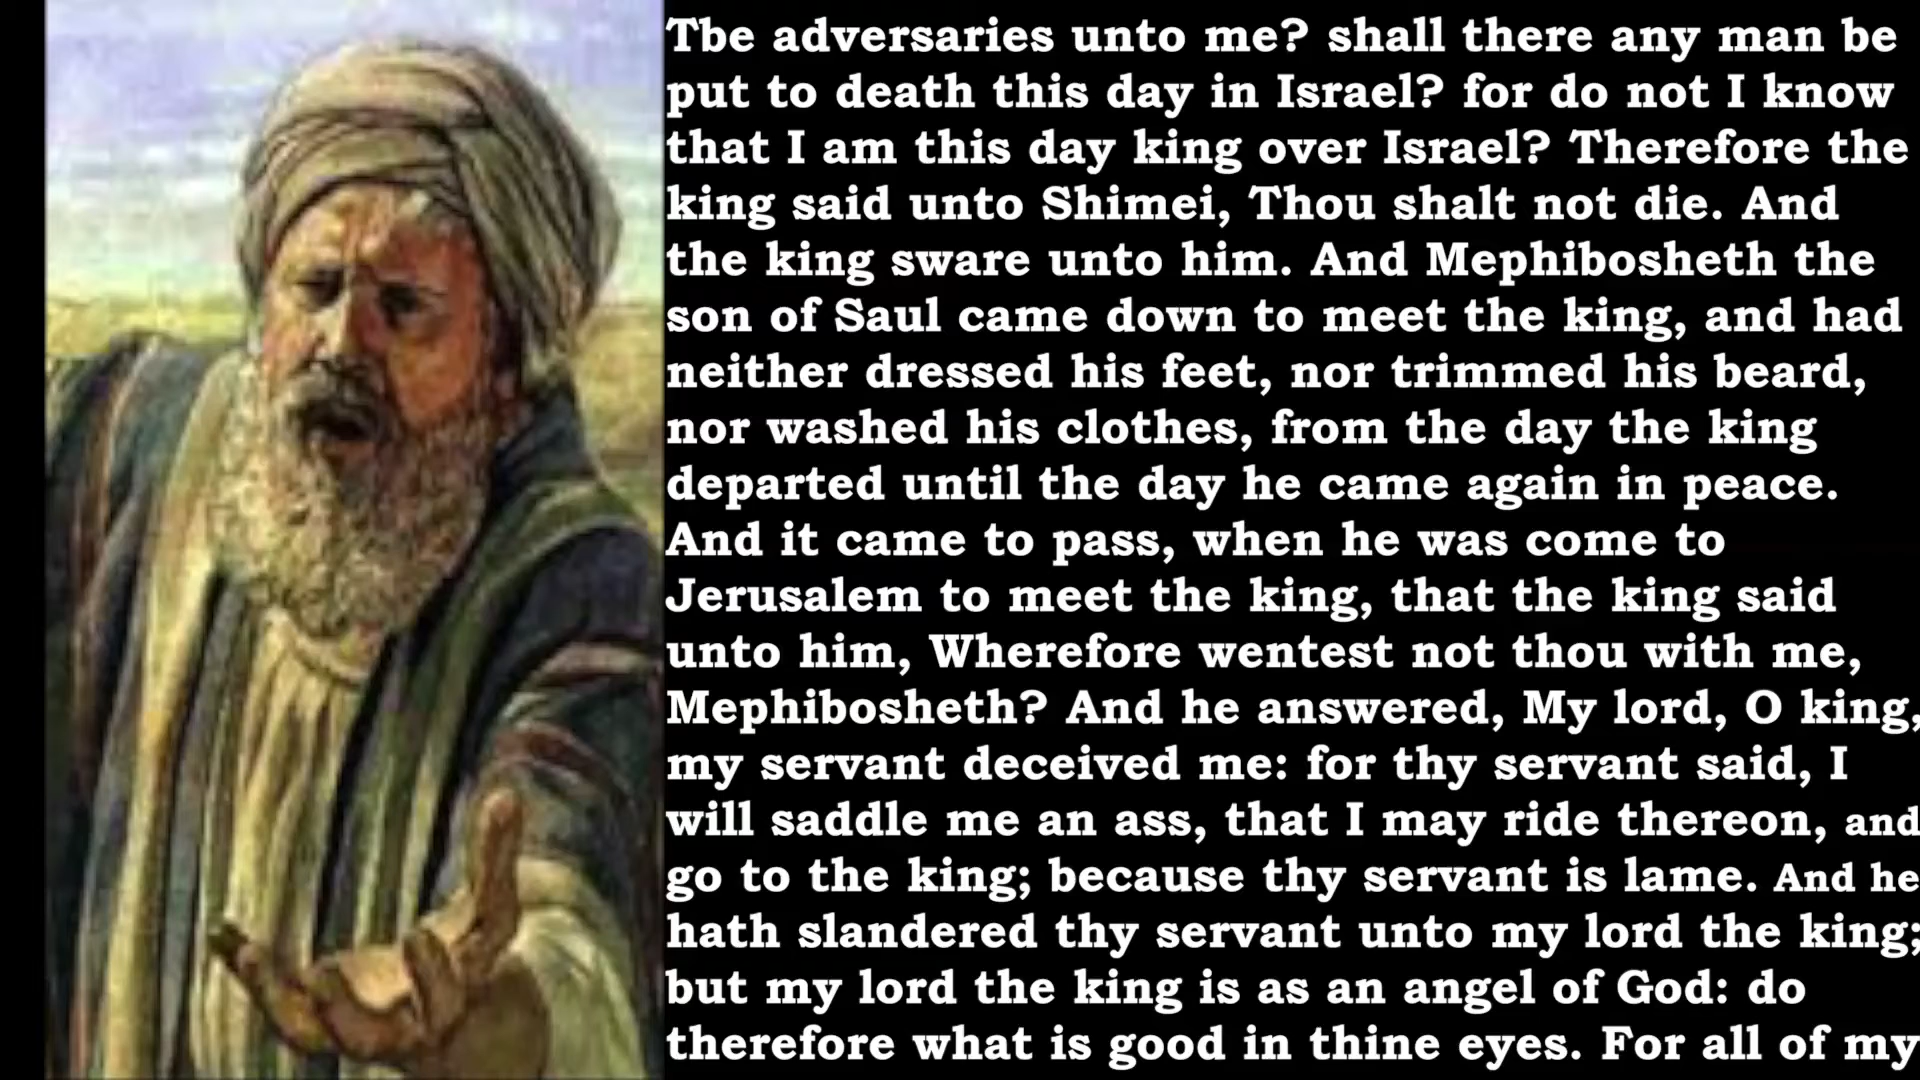 Tbe adversaries unto me? shall there any man be
put to death this day in Israel? for do not I know
that I am this day king over Israel? Therefore the
king said unto Shimei, Thou shalt not die. And
the king sware unto him. And Mephibosheth the
son of Saul came down to meet the king, and had
neither dressed his feet, nor trimmed his beard,
nor washed his clothes, from the day the king
departed until the day he came again in peace.
And it came to pass, when he was come to
Jerusalem to meet the king, that the king said
unto him, Wherefore wentest not thou with me,
Mephibosheth? And he answered, My lord, O king,
my servant deceived me: for thy servant said, I
will saddle me an ass, that I may ride thereon, and
go to the king; because thy servant is lame. And he
hath slandered thy servant unto my lord the king;
but my lord the king is as an angel of God: do
therefore what is good in thine eyes. For all of my